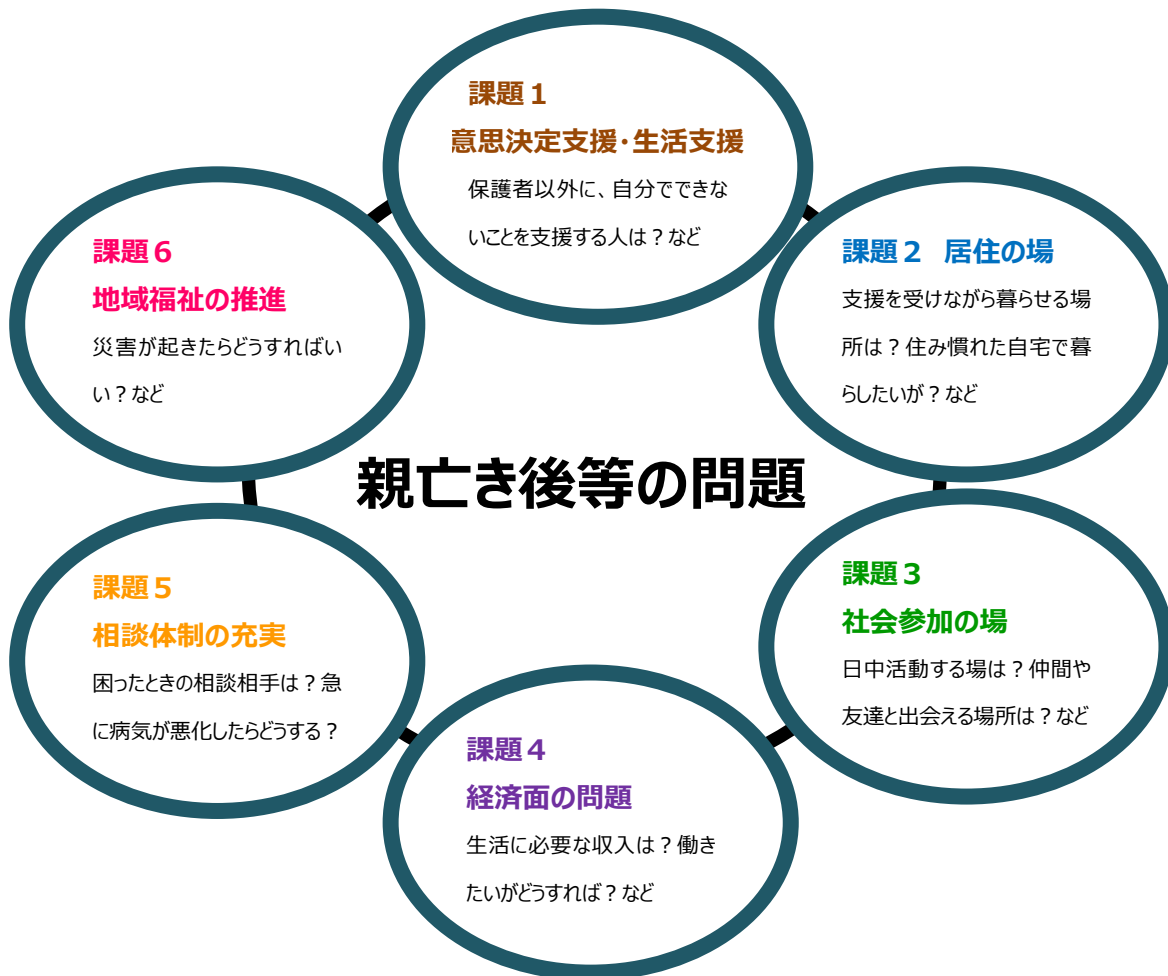 課題１
意思決定支援･生活支援
保護者以外に、自分でできな
いことを支援する人は？など
課題２ 居住の場
支援を受けながら暮らせる場
所は？住み慣れた自宅で暮
らしたいが？など
課題３
社会参加の場
日中活動する場は？仲間や
友達と出会える場所は？など
課題４
経済面の問題
生活に必要な収入は？働き
たいがどうすれば？など
課題５
相談体制の充実
困ったときの相談相手は？急
に病気が悪化したらどうする？
課題６
地域福祉の推進
災害が起きたらどうすればい
い？など
親亡き後等の問題